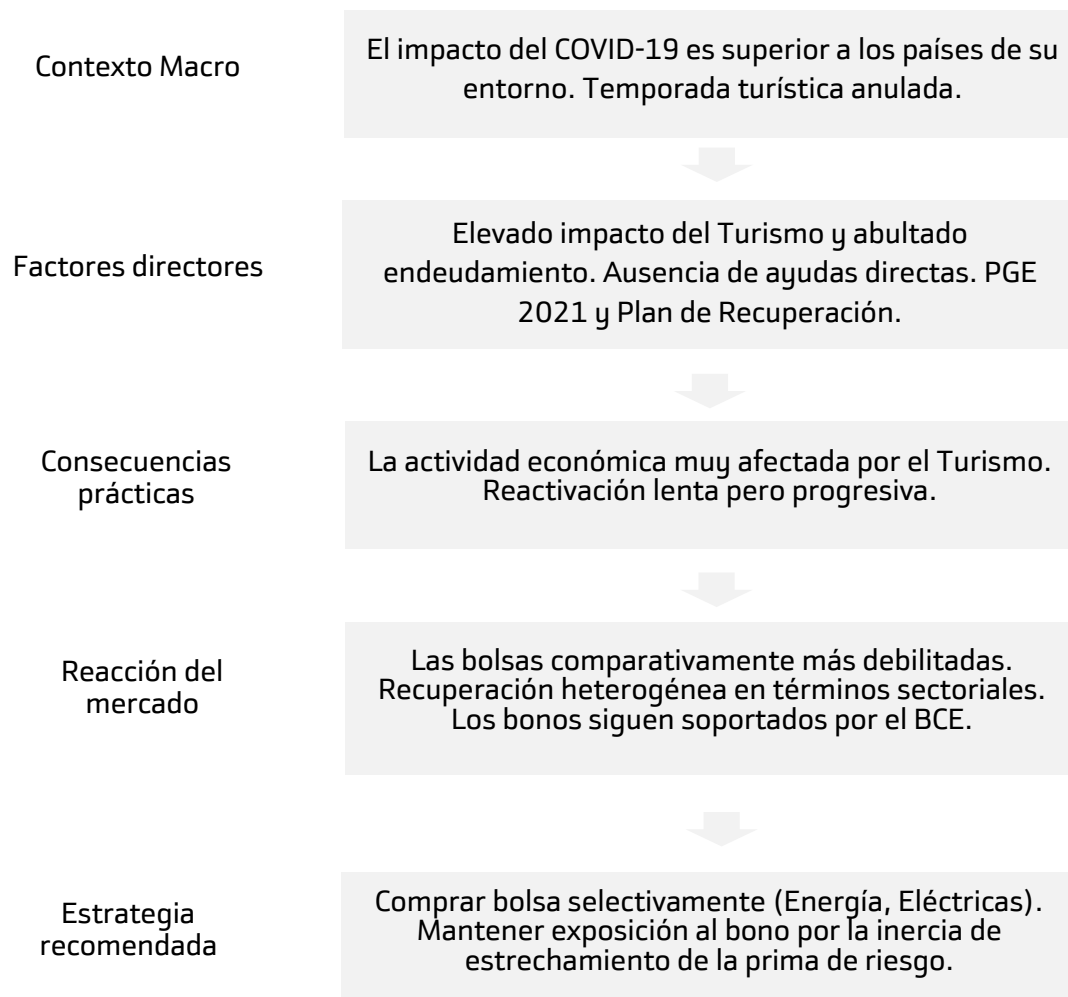 Contexto Macro
El impacto del COVID-19 es superior a los países de su
entorno. Temporada turística anulada.
Factores directores
Elevado impacto del Turismo y abultado
endeudamiento. Ausencia de ayudas directas. PGE
2021 y Plan de Recuperación.
Consecuencias
prácticas
La actividad económica muy afectada por el Turismo.
Reactivación lenta pero progresiva.
Reacción del
mercado
Las bolsas comparativamente más debilitadas.
Recuperación heterogénea en términos sectoriales.
Los bonos siguen soportados por el BCE.
Estrategia
recomendada
Comprar bolsa selectivamente (Energía, Eléctricas).
Mantener exposición al bono por la inercia de
estrechamiento de la prima de riesgo.